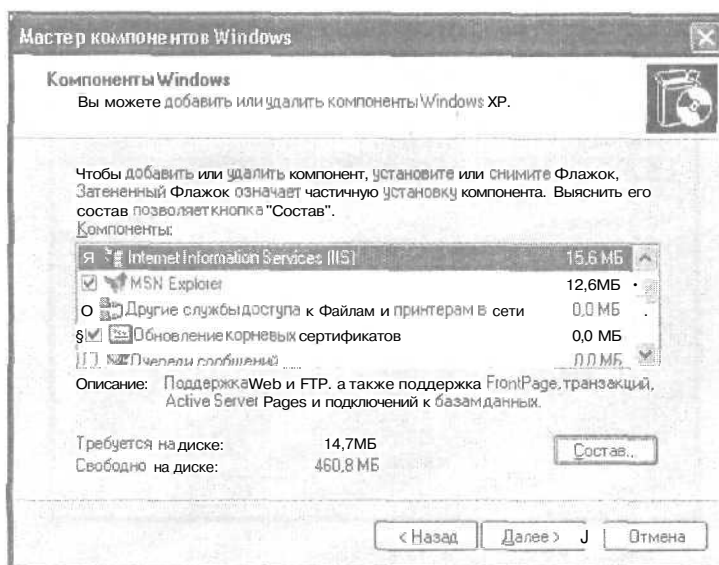 Мастер компонентов Windows
Компоненты Windows
Вы можете добавить или удалить компоненты Windows XP.
Чтобы добавить или удалить компонент, установите или снимите Флажок,
Затененный Флажок означает частичную установку компонента. Выяснить его
состав позволяет кнопка "Состав".
Компоненты:
Я Internet Information Services (IIS) 15,6 МБ
MSN Explorer 12,6МБ
О Другие службы доступа к Файлам и принтерам в сети 0,0 МБ
§ Обновление корневых сертификатов 0,0 МБ
Очереди сообщений 0,0 МБ
Описание: Поддержка Web и FTP. а также поддержка FrontPage, транзакций,
Active Server Pages и подключений к базам данных.
Требуется на диске: 14,7МБ
Свободно на диске: 460,8 МБ
Состав...
< Назад Далее > J Отмена